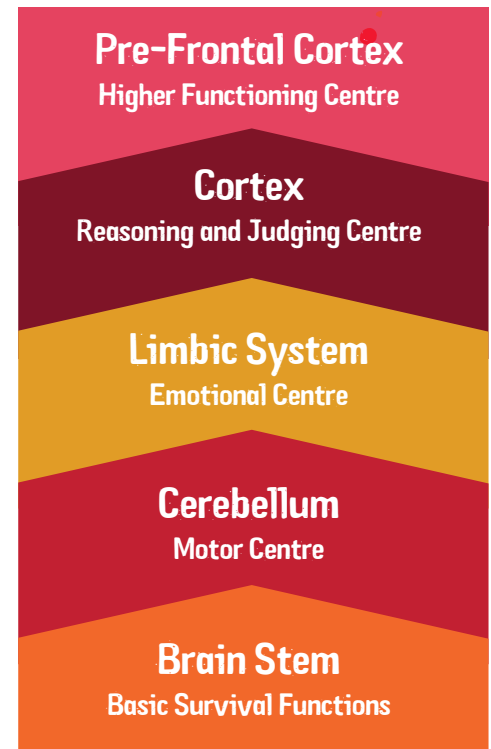 Pre-Frontal Cortex
Higher Functioning Centre
Cortex
Reasoning and Judging Centre
Limbic System
Emotional Centre
Cerebellum
Motor Centre
Brain Stem
Basic Survival Functions